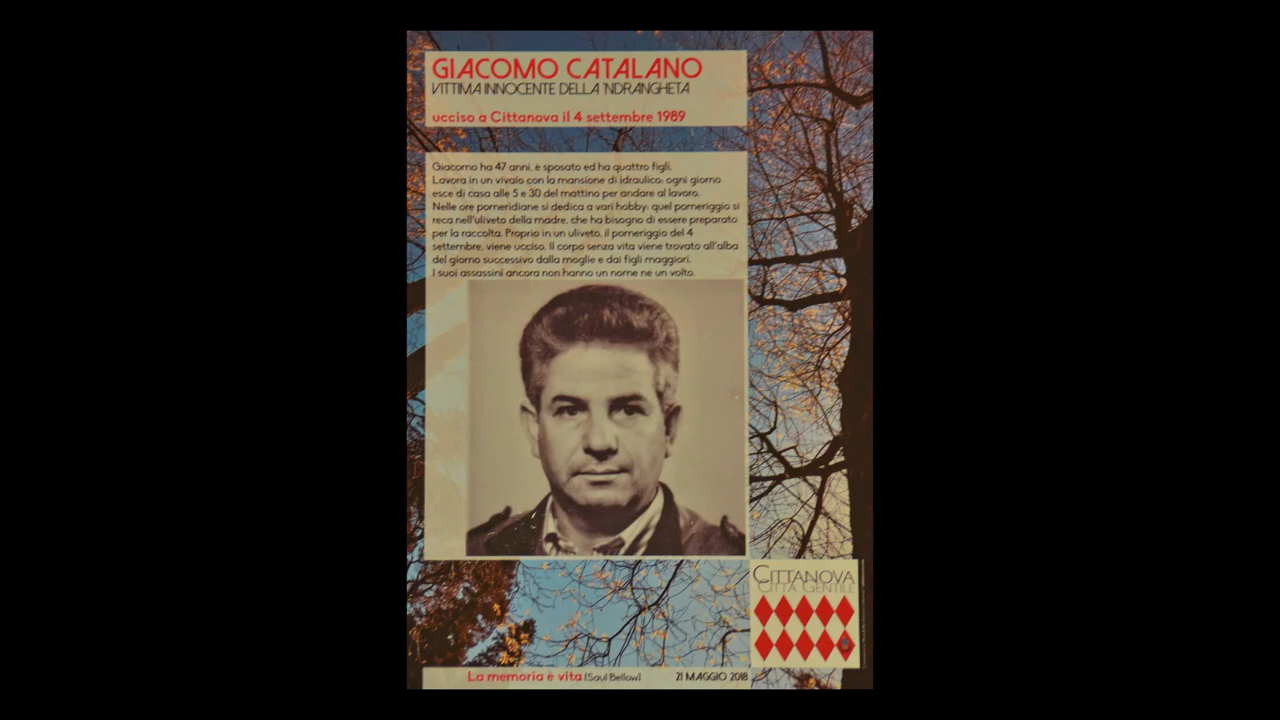 GIACOMO CATALANO
VITTIMA INNOCENTE DELLA 'NDRANGHETA
ucciso a Cittanova il 4 settembre 1989
Giacomo ha 47 anni, è sposato ed ha quattro figli.
Lavora in un vivaio con la mansione di idraulico: ogni giorno
esce di casa alle 5 e 30 del mattino per andare al lavoro.
Nelle ore pomeridiane si dedica a vari hobby: quel pomeriggio si
reca nell'uliveto della madre, che ha bisogno di essere preparato
per la raccolta. Proprio in un uliveto, il pomeriggio del 4
settembre, viene ucciso. Il corpo senza vita viene trovato all'alba
del giorno successivo dalla moglie e dai figli maggiori.
I suoi assassini ancora non hanno un nome né un volto.
CITTANOVA
CITTÀ GENTILE
La memoria è vita (Saul Bellow)
21 MAGGIO 2018